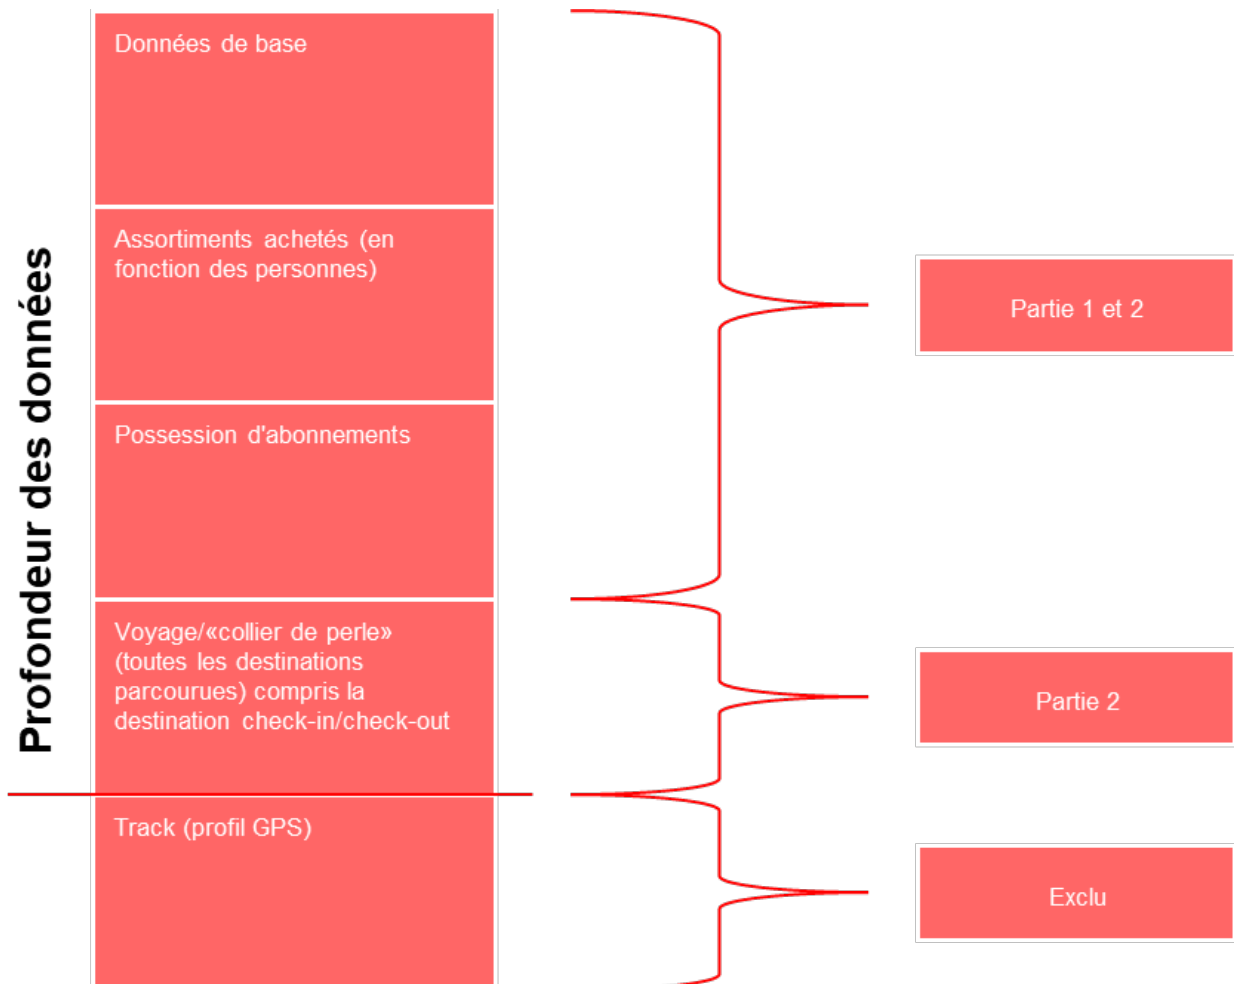 Profondeur des données
Données de base
Assortiments achetés (en
fonction des personnes)
Possession d'abonnements
Voyage/«collier de perle»
(toutes les destinations
parcourues) compris la
destination check-in/check-out
Track (profil GPS)
Partie 1 et 2
Partie 2
Exclu